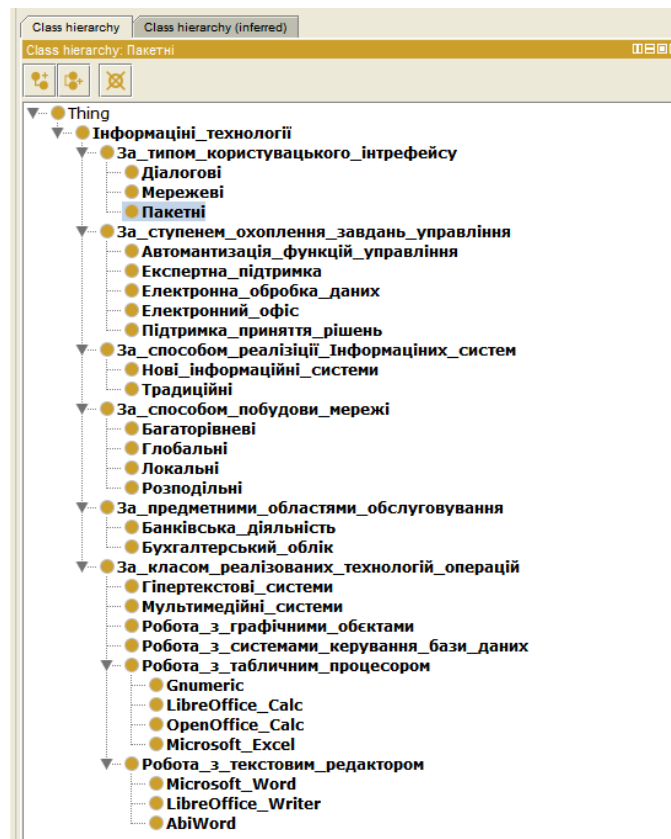 Class hierarchy Class hierarchy (inferred)
Class hierarchy: Пакетні
Thing
Інформаціні_технології
За_типом_користувацького_інтрефейсу
Діалогові
Мережеві
Пакетні
За_ступенем_охоплення_завдань_управління
Автомантизація_функцій_управління
Експертна_підтримка
Електронна_обробка_даних
Електронний_офіс
Підтримка_приняття_рішень
За_способом_реалізіції_Інформаціних_систем
Нові_інформаційні_системи
Традиційні
За_способом_побудови_мережі
Багаторівневі
Глобальні
Локальні
Розподільні
За_предметними_областями_обслуговування
Банківська_діяльність
Бухгалтерський_облік
За_класом_реалізованих_технологій_операцій
Гіпертекстові_системи
Мультимедійні_системи
Робота_з_графічними_обєктами
Робота_з_системами_керування_бази_даних
Робота_з_табличним_процесором
Gnumeric
LibreOffice_Calc
OpenOffice_Calc
Microsoft_Excel
Робота_з_текстовим_редактором
Microsoft_Word
LibreOffice_Writer
AbiWord